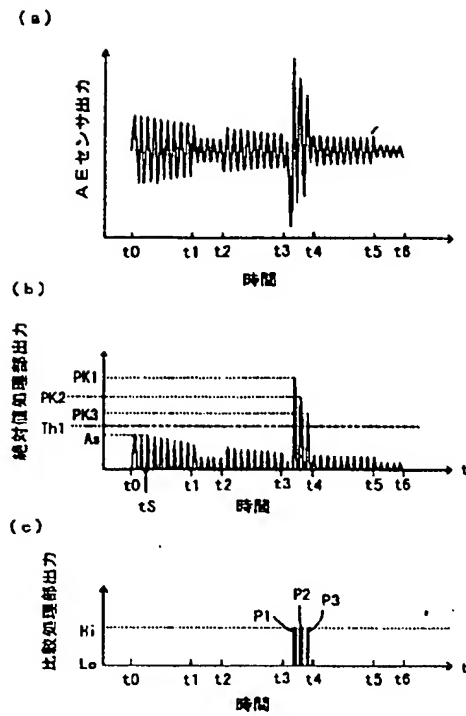 (a)
AEセンサ出力
t0 t1 t2 t3 t4 t5 t6
時間
(b)
絶対値処理部出力
PK1
PK2
PK3
Th1
As
t0 t1 t2 t3 t4 t5 t6 t
tS
時間
(c)
比較処理部出力
P1 P2 P3
Hi
Lo
t0 t1 t2 t3 t4 t5 t6 t
時間